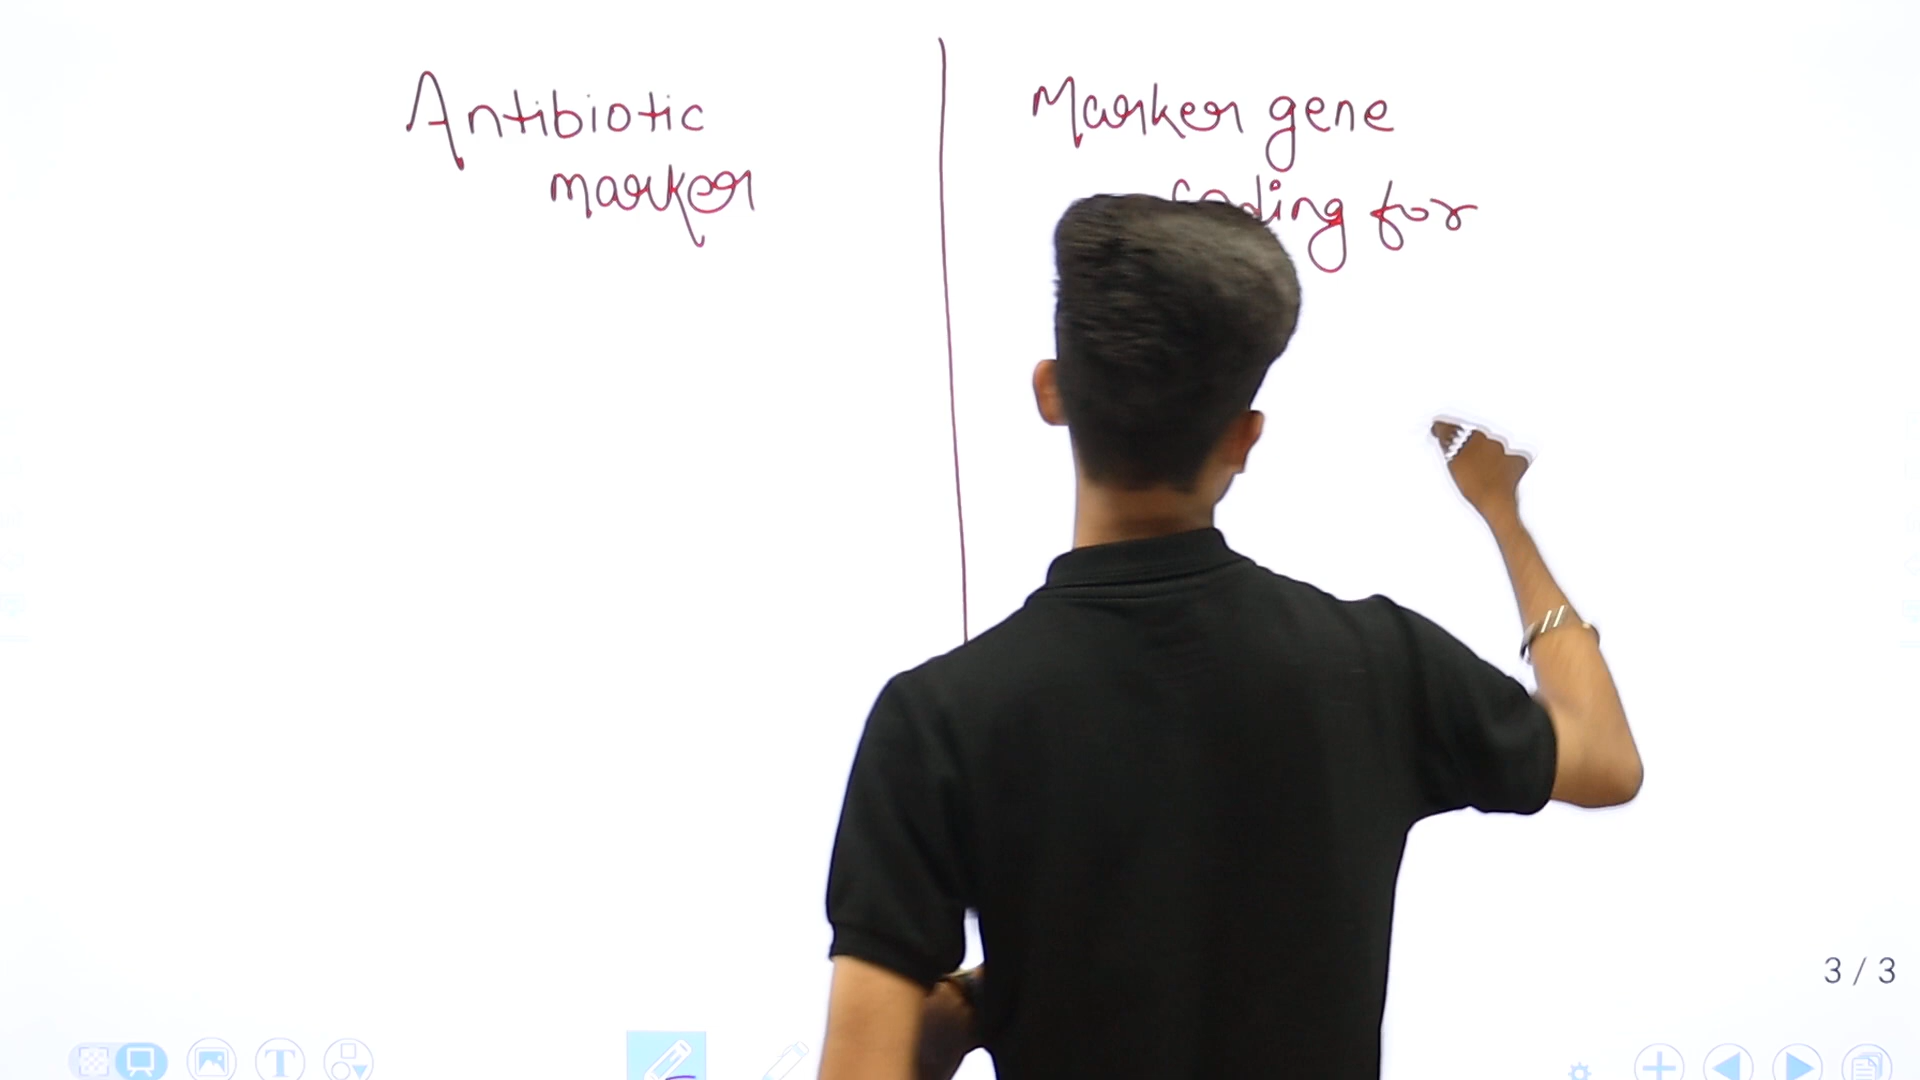 Antibiotic
marker
Marker gene
coding for
3 / 3